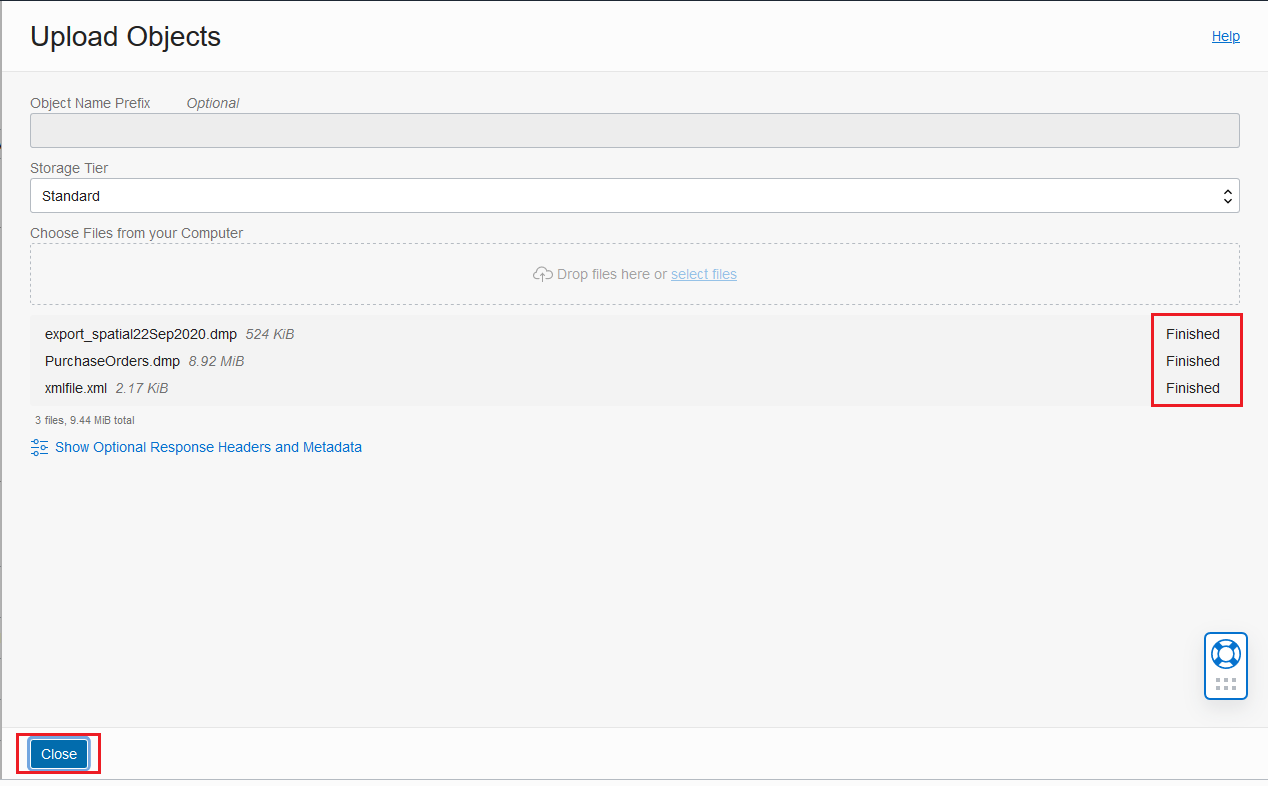 Upload Objects
Help
Object Name Prefix Optional
Storage Tier
Standard
Choose Files from your Computer
Drop files here or select files
export_spatial22Sep2020.dmp 524 KiB Finished
PurchaseOrders.dmp 8.92 MiB Finished
xmlfile.xml 2.17 KiB Finished
3 files, 9.44 MiB total
Show Optional Response Headers and Metadata
Close